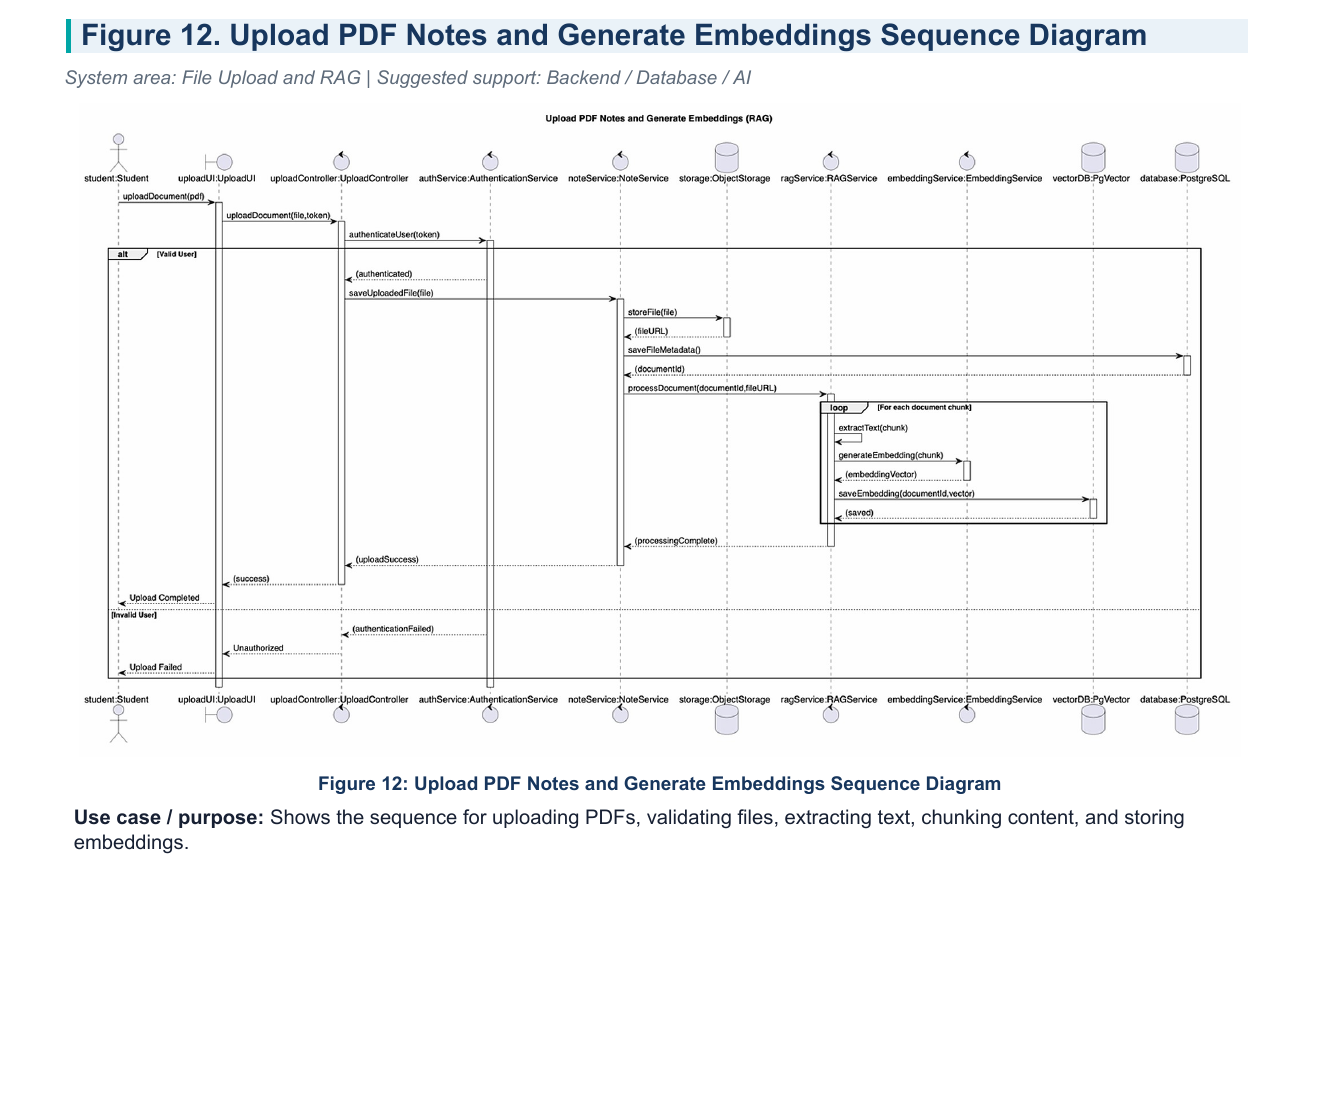 Figure 12. Upload PDF Notes and Generate Embeddings Sequence Diagram
System area: File Upload and RAG | Suggested support: Backend / Database / AI
Upload PDF Notes and Generate Embeddings (RAG)
student:Student uploadUI:UploadUI uploadController:UploadController authService:AuthenticationService noteService:NoteService storage:ObjectStorage ragService:RAGService embeddingService:EmbeddingService vectorDB:PgVector database:PostgreSQL
uploadDocument(pdf)
uploadDocument(file,token)
authenticateUser(token)
alt [Valid User]
(authenticated)
saveUploadedFile(file)
storeFile(file)
(fileURL)
saveFileMetadata()
(documentId)
processDocument(documentId,fileURL)
loop [For each document chunk]
extractText(chunk)
generateEmbedding(chunk)
(embeddingVector)
saveEmbedding(documentId,vector)
(saved)
(processingComplete)
(uploadSuccess)
(success)
Upload Completed
[Invalid User]
(authenticationFailed)
Unauthorized
Upload Failed
student:Student uploadUI:UploadUI uploadController:UploadController authService:AuthenticationService noteService:NoteService storage:ObjectStorage ragService:RAGService embeddingService:EmbeddingService vectorDB:PgVector database:PostgreSQL
Figure 12: Upload PDF Notes and Generate Embeddings Sequence Diagram
Use case / purpose: Shows the sequence for uploading PDFs, validating files, extracting text, chunking content, and storing
embeddings.